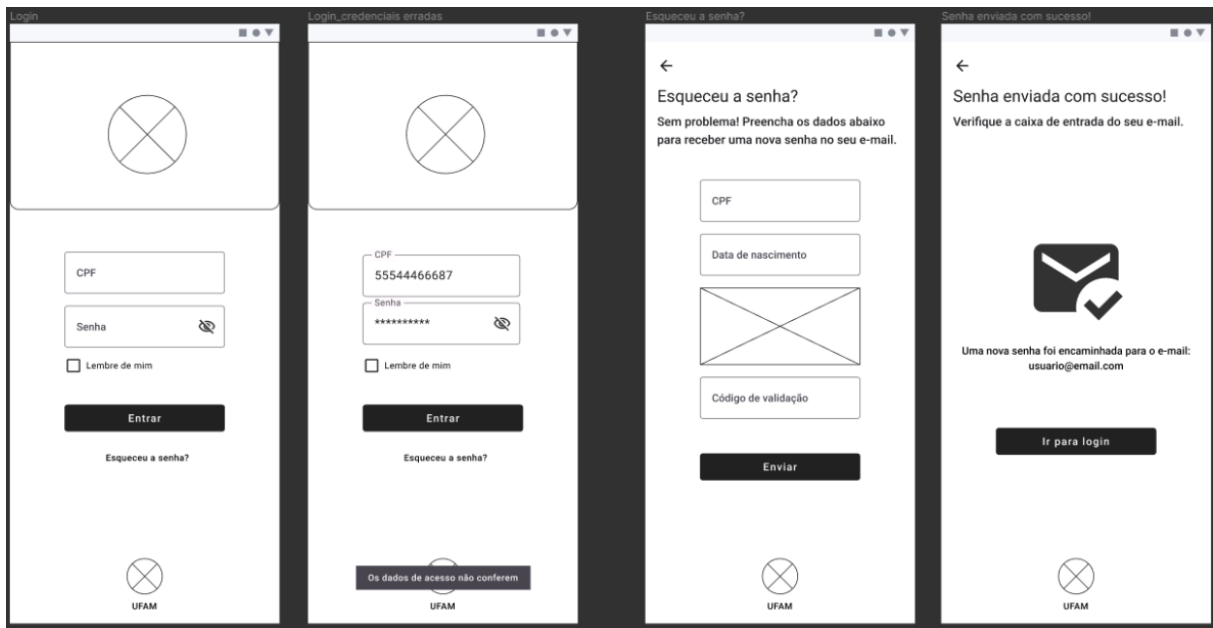 Login
CPF
Senha
Lembre de mim
Entrar
Esqueceu a senha?
UFAM
Login_credenciais erradas
CPF
55544466687
Senha
**********
Lembre de mim
Entrar
Esqueceu a senha?
Os dados de acesso não conferem
UFAM
Esqueceu a senha?
Esqueceu a senha?
Sem problema! Preencha os dados abaixo
para receber uma nova senha no seu e-mail.
CPF
Data de nascimento
Código de validação
Enviar
UFAM
Senha enviada com sucesso!
Senha enviada com sucesso!
Verifique a caixa de entrada do seu e-mail.
Uma nova senha foi encaminhada para o e-mail:
usuario@email.com
Ir para login
UFAM